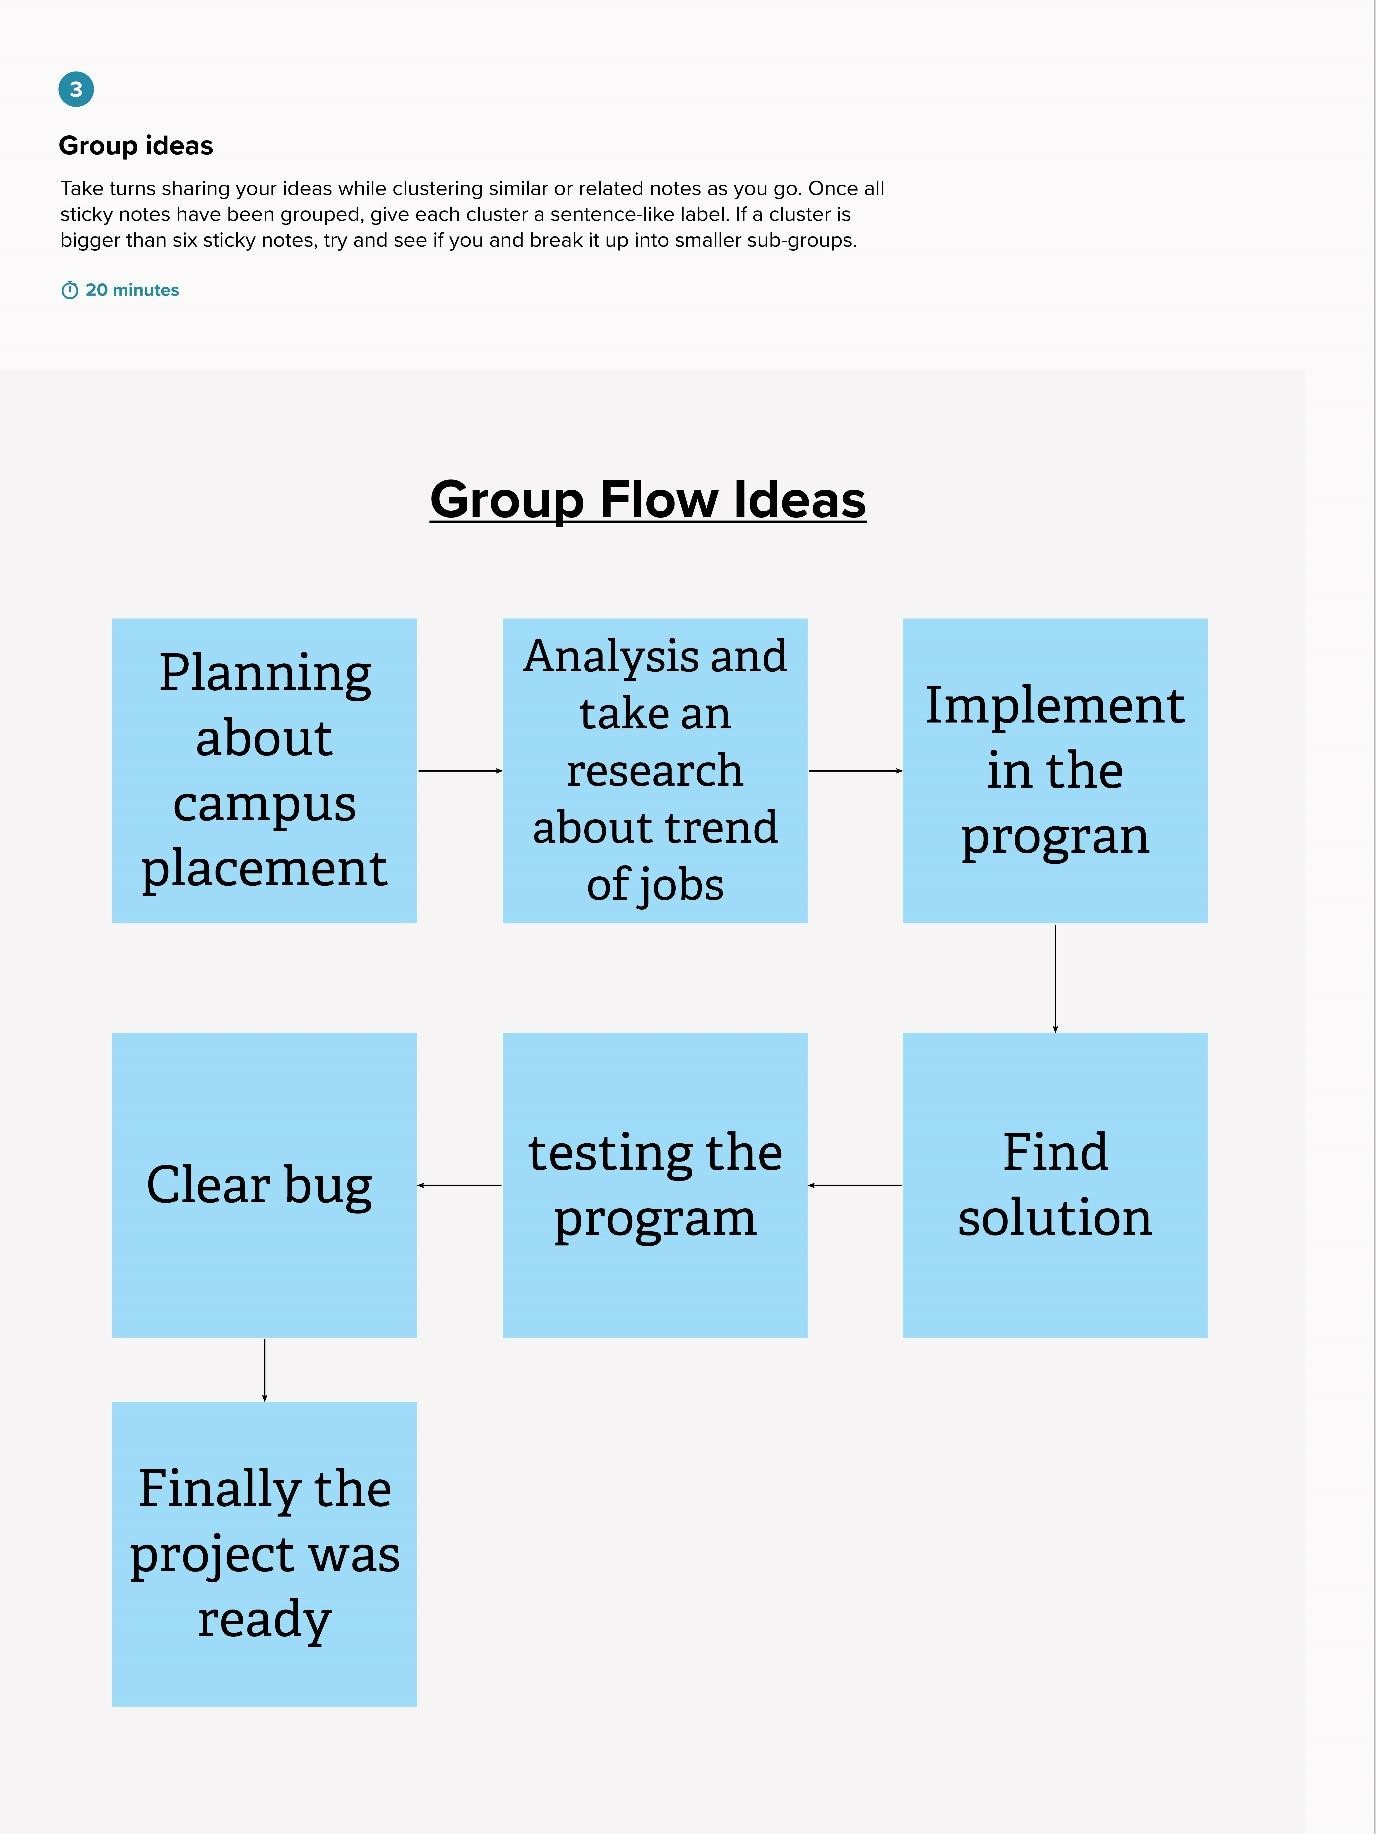 3
Group ideas
Take turns sharing your ideas while clustering similar or related notes as you go. Once all
sticky notes have been grouped, give each cluster a sentence-like label. If a cluster is
bigger than six sticky notes, try and see if you and break it up into smaller sub-groups.
20 minutes
Group Flow Ideas
Planning
about
campus
placement
Analysis and
take an
research
about trend
of jobs
Implement
in the
progran
Find
solution
testing the
program
Clear bug
Finally the
project was
ready